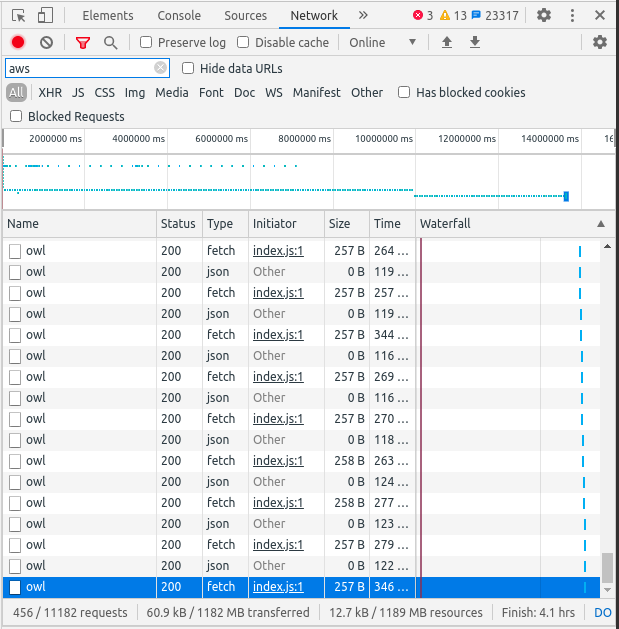 Elements Console Sources Network » 3 13 23317
Preserve log Disable cache Online
aws Hide data URLs
All XHR JS CSS Img Media Font Doc WS Manifest Other Has blocked cookies
Blocked Requests
2000000 ms 4000000 ms 6000000 ms 8000000 ms 10000000 ms 12000000 ms 14000000 ms 16
Name Status Type Initiator Size Time Waterfall
owl 200 fetch index.js:1 257 B 264 ...
owl 200 json Other 0 B 119 ...
owl 200 fetch index.js:1 257 B 257 ...
owl 200 json Other 0 B 119 ...
owl 200 fetch index.js:1 257 B 344 ...
owl 200 json Other 0 B 116 ...
owl 200 fetch index.js:1 257 B 269 ...
owl 200 json Other 0 B 116 ...
owl 200 fetch index.js:1 257 B 270 ...
owl 200 json Other 0 B 118 ...
owl 200 fetch index.js:1 258 B 263 ...
owl 200 json Other 0 B 124 ...
owl 200 fetch index.js:1 258 B 277 ...
owl 200 json Other 0 B 123 ...
owl 200 fetch index.js:1 257 B 279 ...
owl 200 json Other 0 B 122 ...
owl 200 fetch index.js:1 257 B 346 ...
456 / 11182 requests 60.9 kB / 1182 MB transferred 12.7 kB / 1189 MB resources Finish: 4.1 hrs DO